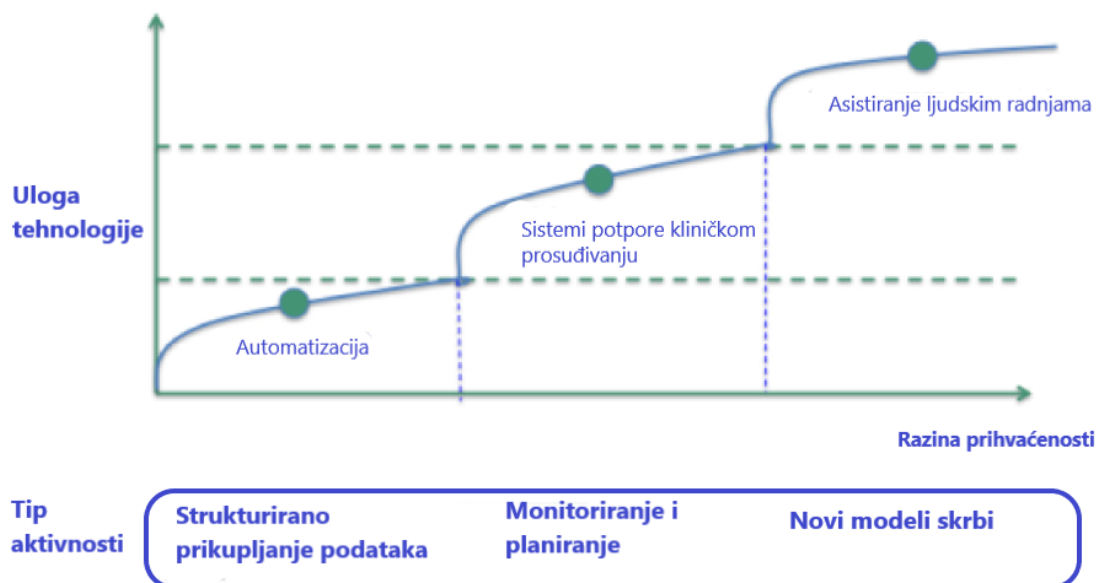 Asistiranje ljudskim radnjama
Uloga
tehnologije
Sistemi potpore kliničkom
prosuđivanju
Automatizacija
Razina prihvaćenosti
Tip
aktivnosti
Strukturirano
prikupljanje podataka
Monitoriranje i
planiranje
Novi modeli skrbi